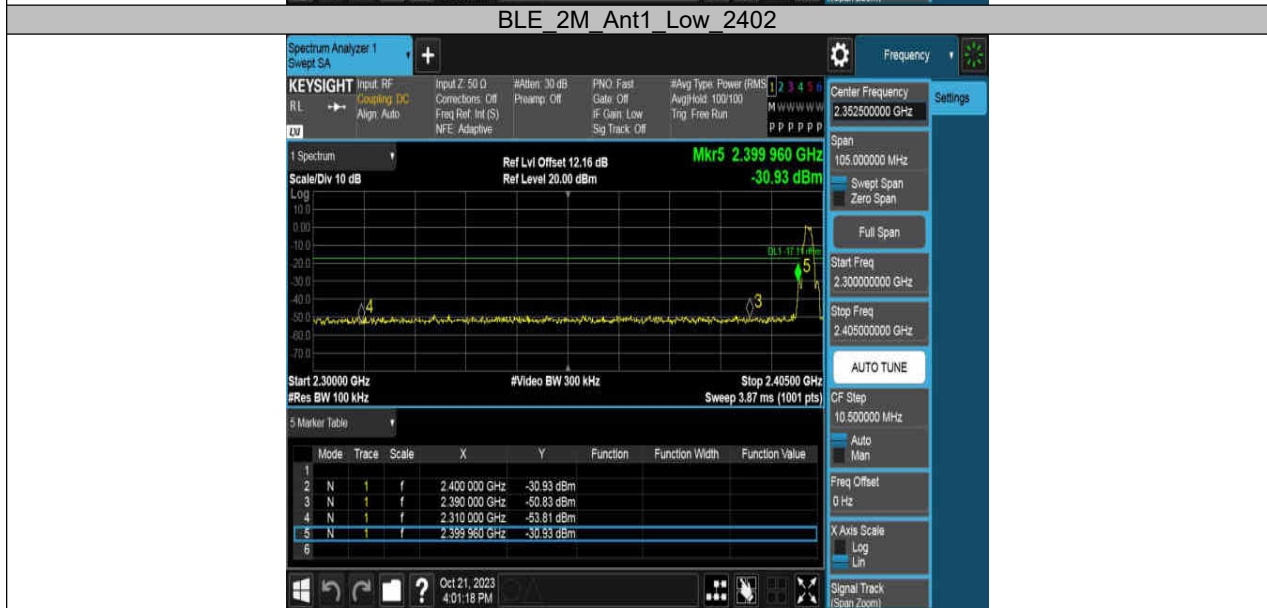 BLE_2M_Ant1_Low_2402
Spectrum Analyzer 1
Swept SA
+
Frequency
KEYSIGHT
RL
LXI
Input: RF
Coupling: DC
Align: Auto
Input Z: 50 Ω
Corrections: Off
Freq Ref: Int (S)
NFE: Adaptive
#Atten: 30 dB
Preamp: Off
PNO: Fast
Gate: Off
IF Gain: Low
Sig Track: Off
#Avg Type: Power (RMS
Avg|Hold: 100/100
Trig: Free Run
1 2 3 4 5 6
M W W W W W
P P P P P P
Center Frequency
2.352500000 GHz
Settings
1 Spectrum
Scale/Div 10 dB
Ref Lvl Offset 12.16 dB
Ref Level 20.00 dBm
Mkr5 2.399 960 GHz
-30.93 dBm
Span
105.000000 MHz
Swept Span
Zero Span
Full Span
Start Freq
2.300000000 GHz
Stop Freq
2.405000000 GHz
AUTO TUNE
CF Step
10.500000 MHz
Auto
Man
Freq Offset
0 Hz
X Axis Scale
Log
Lin
Signal Track
(Span Zoom)
Log
10.0
0.00
-10.0
-20.0
-30.0
-40.0
-50.0
-60.0
-70.0
DL1 -17.11 dBm
5
4
3
Start 2.30000 GHz
#Video BW 300 kHz
Stop 2.40500 GHz
#Res BW 100 kHz
Sweep 3.87 ms (1001 pts)
5 Marker Table
Mode Trace Scale X Y Function Function Width Function Value
1
2 N 1 f 2.400 000 GHz -30.93 dBm
3 N 1 f 2.390 000 GHz -50.83 dBm
4 N 1 f 2.310 000 GHz -53.81 dBm
5 N 1 f 2.399 960 GHz -30.93 dBm
6
?
Oct 21, 2023
4:01:18 PM